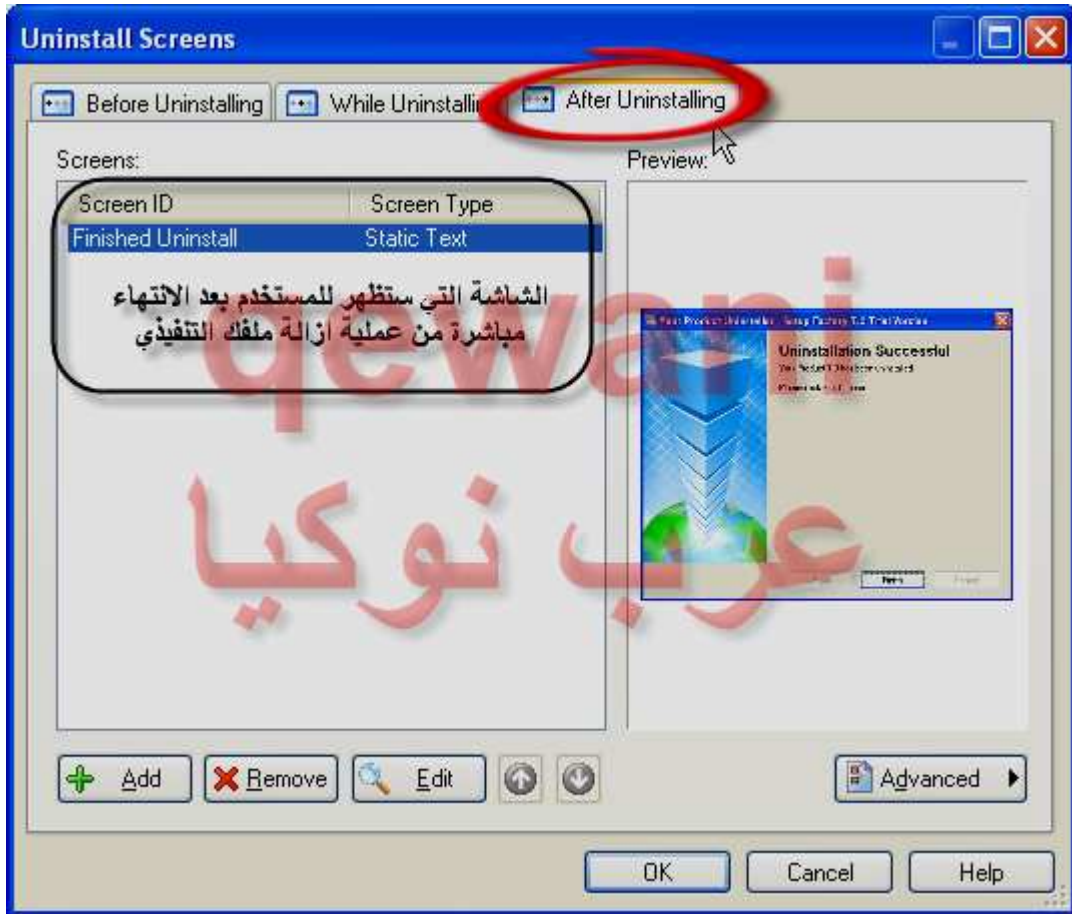 Uninstall Screens
Before Uninstalling While Uninstallin After Uninstalling
Screens: Preview:
Screen ID Screen Type
Finished Uninstall Static Text
الشاشة التي ستظهر للمستخدم بعد الانتهاء
مباشرة من عملية ازالة ملفك التنفيذي
Uninstallation Successful
qewani
عرب نوكيا
Add Remove Edit Advanced
OK Cancel Help